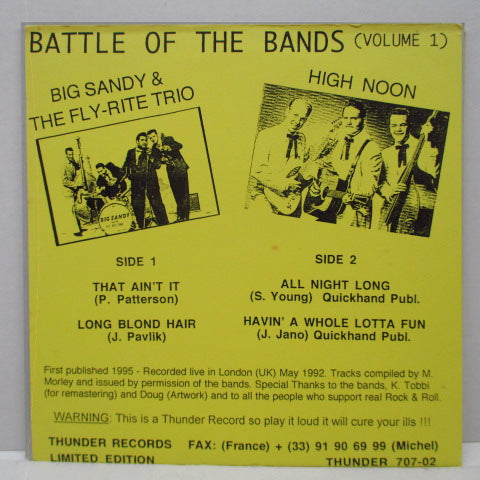 BATTLE OF THE BANDS (VOLUME 1)
BIG SANDY &
THE FLY-RITE TRIO
HIGH NOON
BIG SANDY
SIDE 1
SIDE 2
THAT AIN'T IT
(P. Patterson)
LONG BLOND HAIR
(J. Pavlik)
ALL NIGHT LONG
(S. Young) Quickhand Publ.
HAVIN' A WHOLE LOTTA FUN
(J. Jano) Quickhand Publ.
First published 1995 - Recorded live in London (UK) May 1992. Tracks compiled by M.
Morley and issued by permission of the bands. Special Thanks to the bands, K. Tobbi
(for remastering) and Doug (Artwork) and to all the people who support real Rock & Roll.
WARNING: This is a Thunder Record so play it loud it will cure your ills !!!
THUNDER RECORDS FAX: (France) + (33) 91 90 69 99 (Michel)
LIMITED EDITION THUNDER 707-02